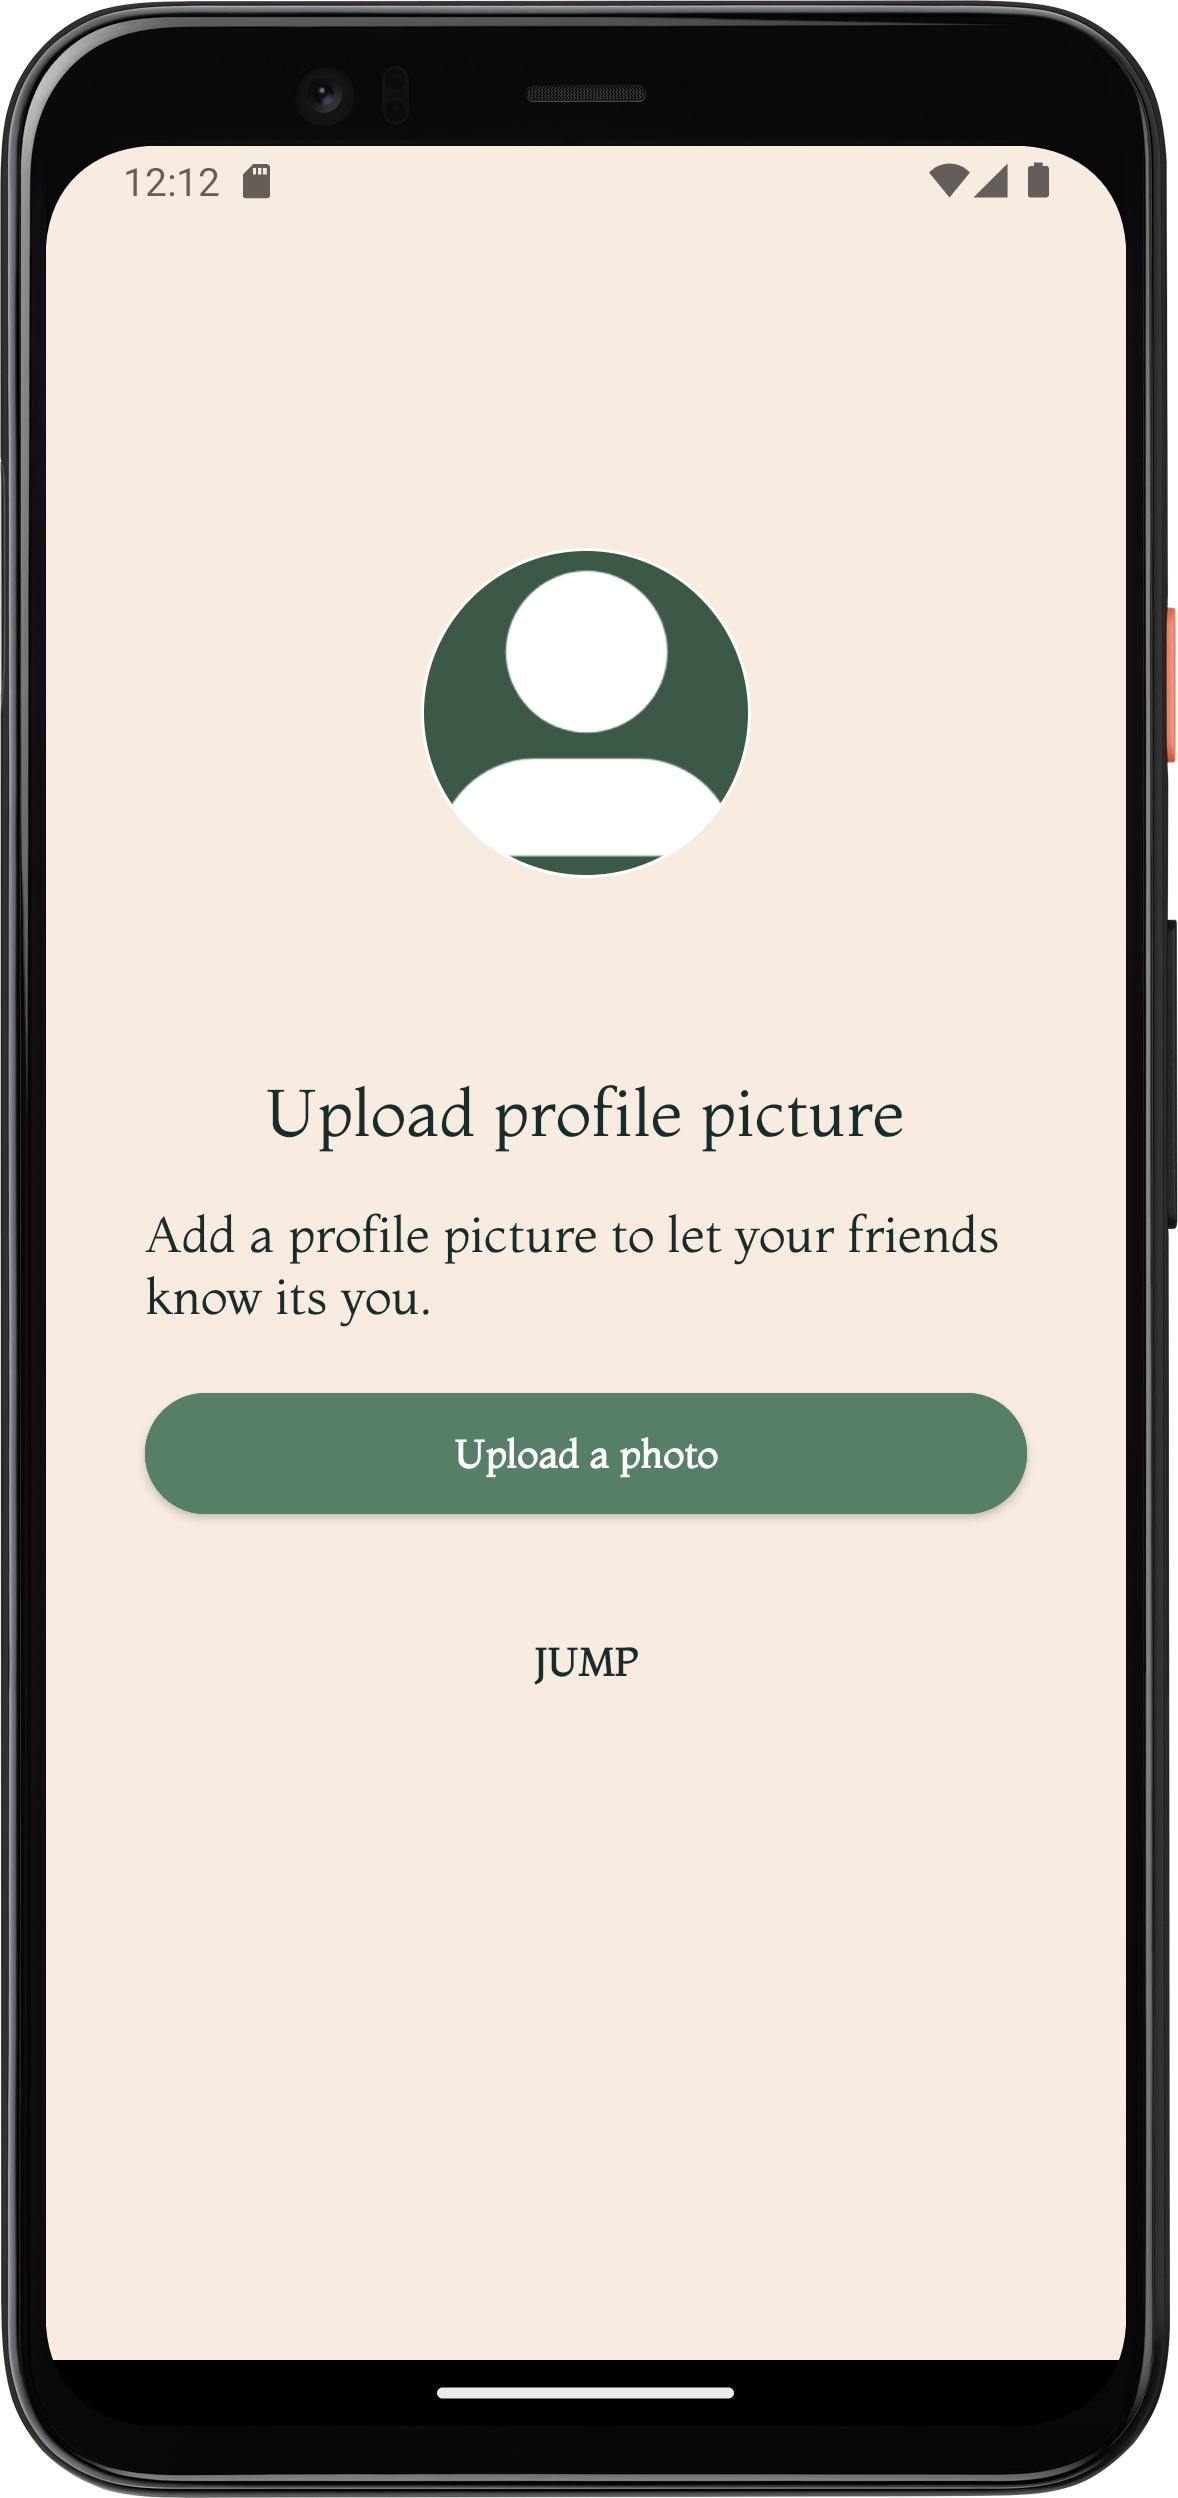 12:12
Upload profile picture
Add a profile picture to let your friends
know its you.
Upload a photo
JUMP